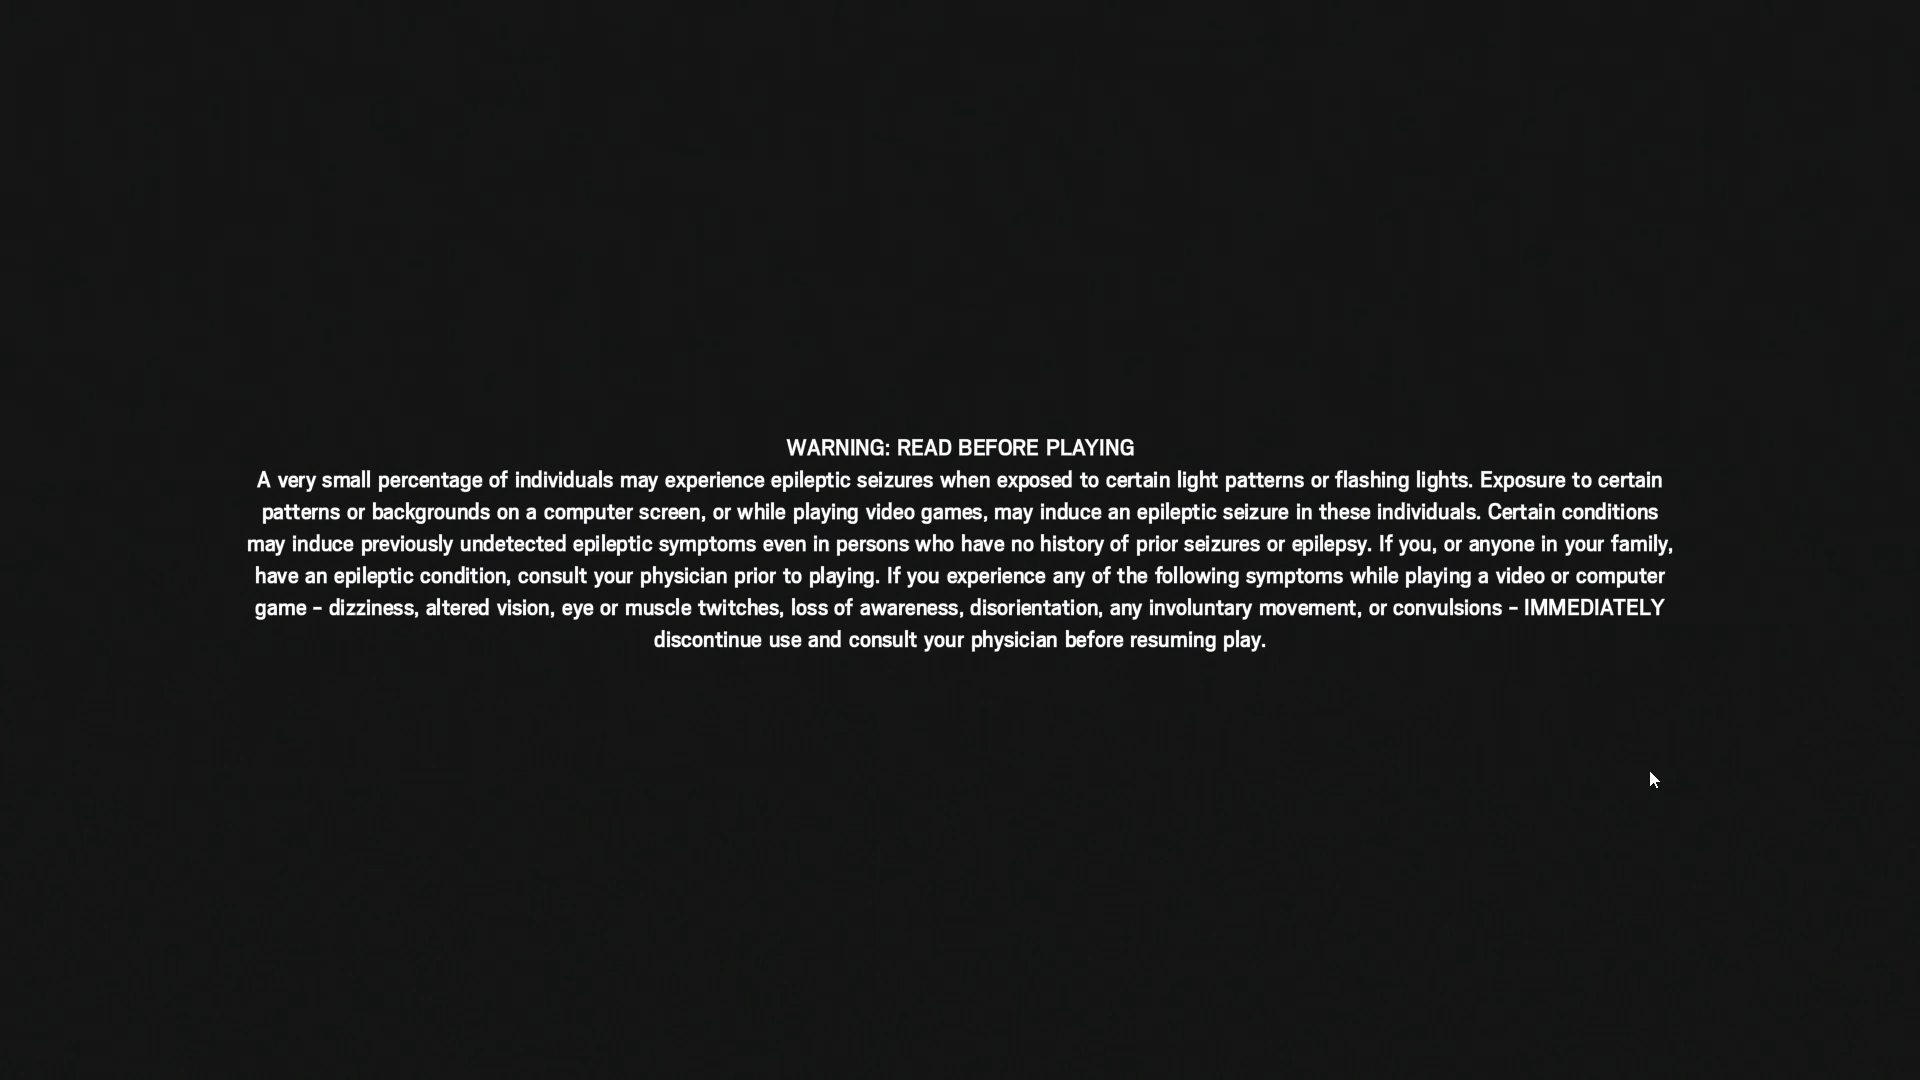 WARNING: READ BEFORE PLAYING
A very small percentage of individuals may experience epileptic seizures when exposed to certain light patterns or flashing lights. Exposure to certain
patterns or backgrounds on a computer screen, or while playing video games, may induce an epileptic seizure in these individuals. Certain conditions
may induce previously undetected epileptic symptoms even in persons who have no history of prior seizures or epilepsy. If you, or anyone in your family,
have an epileptic condition, consult your physician prior to playing. If you experience any of the following symptoms while playing a video or computer
game – dizziness, altered vision, eye or muscle twitches, loss of awareness, disorientation, any involuntary movement, or convulsions – IMMEDIATELY
discontinue use and consult your physician before resuming play.